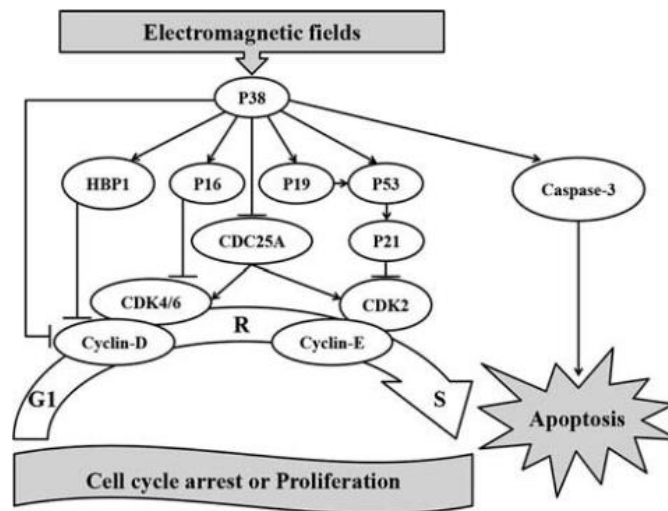 Electromagnetic fields
P38
HBP1
P16
P19
P53
Caspase-3
CDC25A
P21
CDK4/6
CDK2
R
Cyclin-D
Cyclin-E
G1
S
Apoptosis
Cell cycle arrest or Proliferation